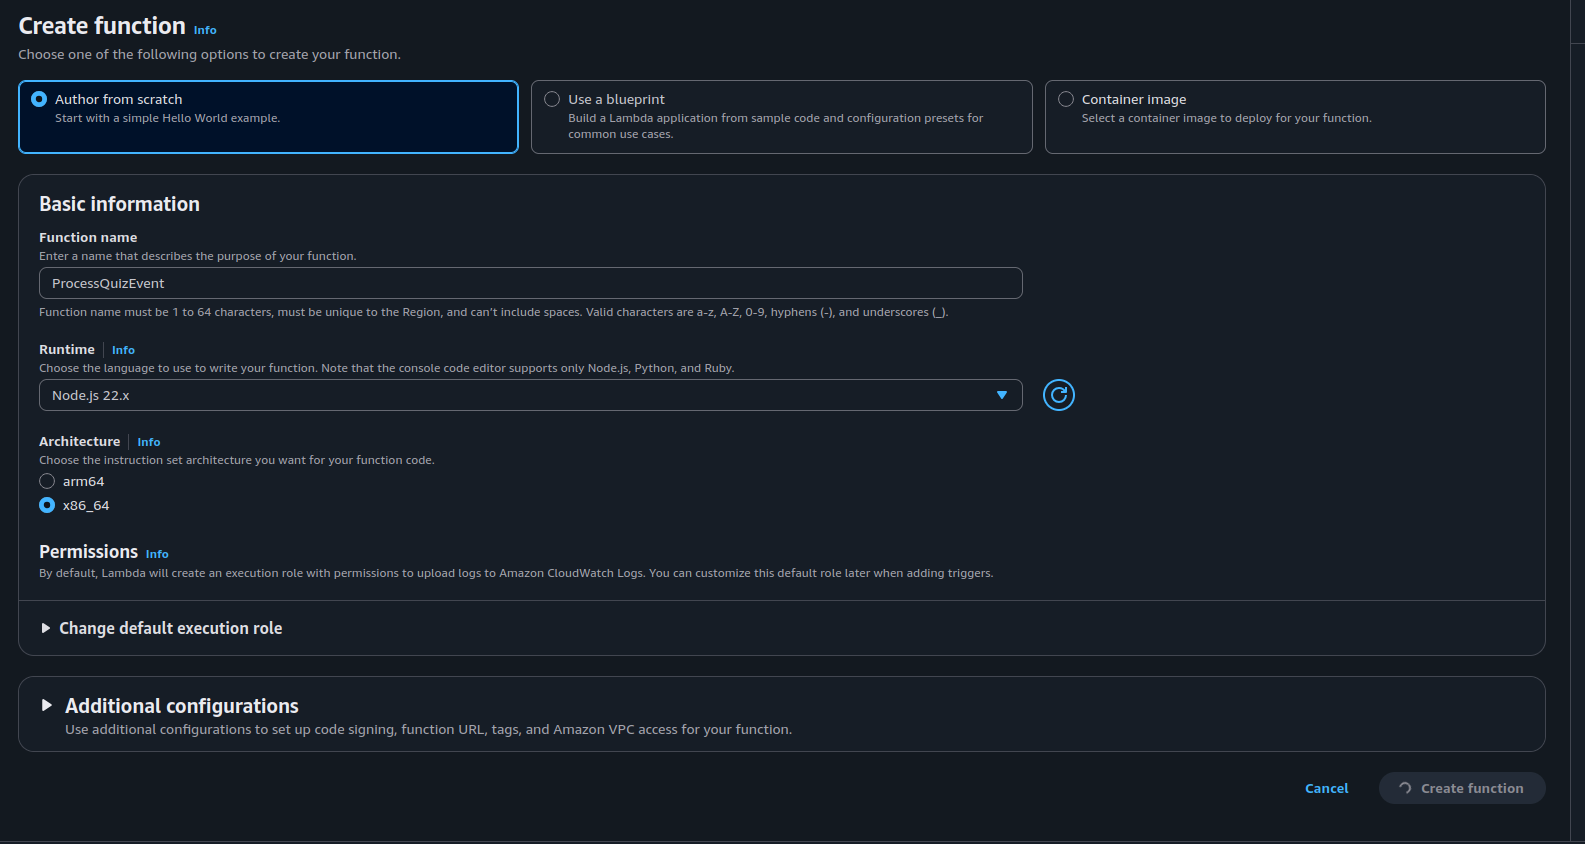 Create function Info
Choose one of the following options to create your function.
Author from scratch
Start with a simple Hello World example.
Use a blueprint
Build a Lambda application from sample code and configuration presets for
common use cases.
Container image
Select a container image to deploy for your function.
Basic information
Function name
Enter a name that describes the purpose of your function.
ProcessQuizEvent
Function name must be 1 to 64 characters, must be unique to the Region, and can’t include spaces. Valid characters are a-z, A-Z, 0-9, hyphens (-), and underscores (_).
Runtime Info
Choose the language to use to write your function. Note that the console code editor supports only Node.js, Python, and Ruby.
Node.js 22.x
Architecture Info
Choose the instruction set architecture you want for your function code.
arm64
x86_64
Permissions Info
By default, Lambda will create an execution role with permissions to upload logs to Amazon CloudWatch Logs. You can customize this default role later when adding triggers.
Change default execution role
Additional configurations
Use additional configurations to set up code signing, function URL, tags, and Amazon VPC access for your function.
Cancel Create function